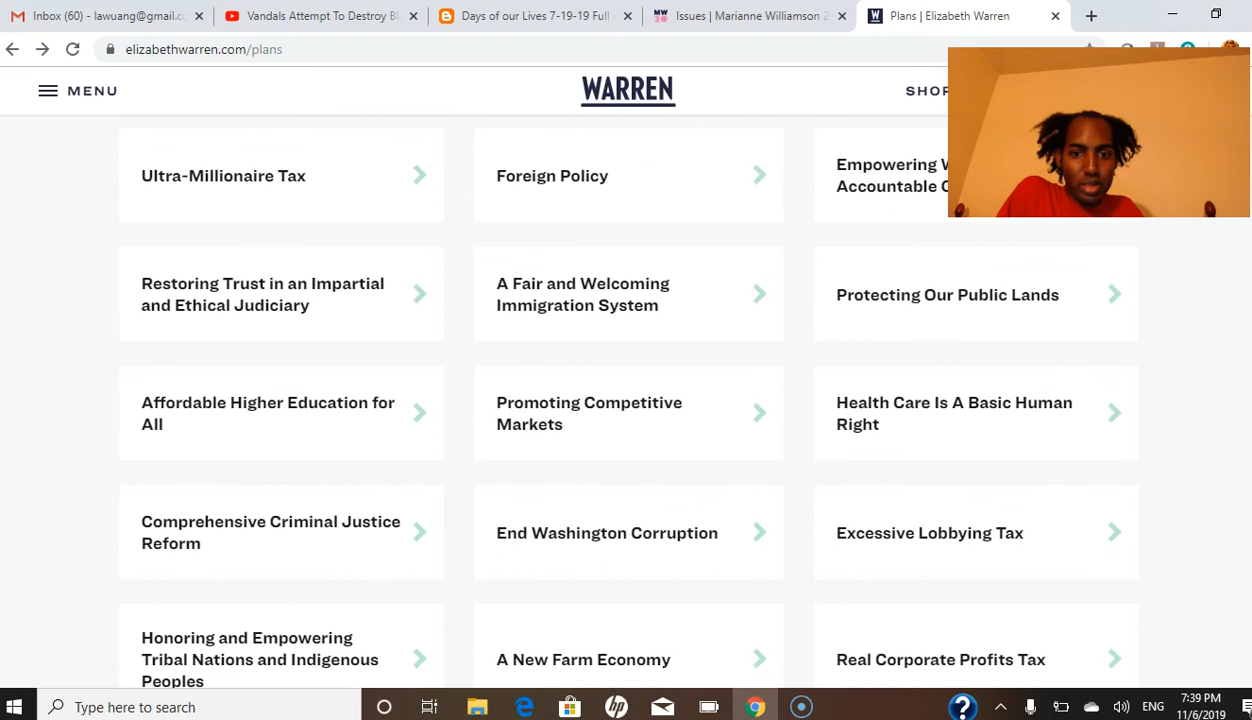 Inbox (60) - lawuang@gmail.c
Vandals Attempt To Destroy Bl
Days of our Lives 7-19-19 Full
Issues | Marianne Williamson 2
Plans | Elizabeth Warren
elizabethwarren.com/plans
MENU
WARREN
SHOP
Ultra-Millionaire Tax
Foreign Policy
Empowering
Accountable
Restoring Trust in an Impartial
and Ethical Judiciary
A Fair and Welcoming
Immigration System
Protecting Our Public Lands
Affordable Higher Education for
All
Promoting Competitive
Markets
Health Care Is A Basic Human
Right
Comprehensive Criminal Justice
Reform
End Washington Corruption
Excessive Lobbying Tax
Honoring and Empowering
Tribal Nations and Indigenous
Peoples
A New Farm Economy
Real Corporate Profits Tax
Type here to search
hp
ENG
7:39 PM
11/6/2019